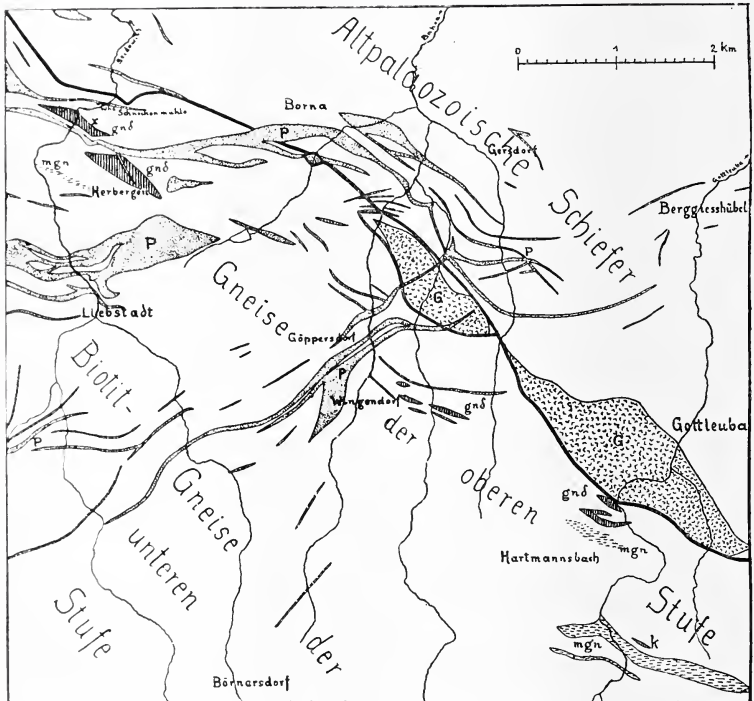 0 1 2 km
Altpaläozoische-
Schiefer
Borna
P
Gersdorf
Gottleuba
Berggiesshübel
gnδ
mgn
gnδ
Herbergen
P
P
Liebstadt
Gneise
G
Göppersdorf
P
Wingendorf
gnδ
Biotit-
Gneise
der
oberen
Stufe
P
G
Gottleuba
gnδ
mgn
Hartmannsbach
unteren
Stufe
der
mgn
k
Börnersdorf